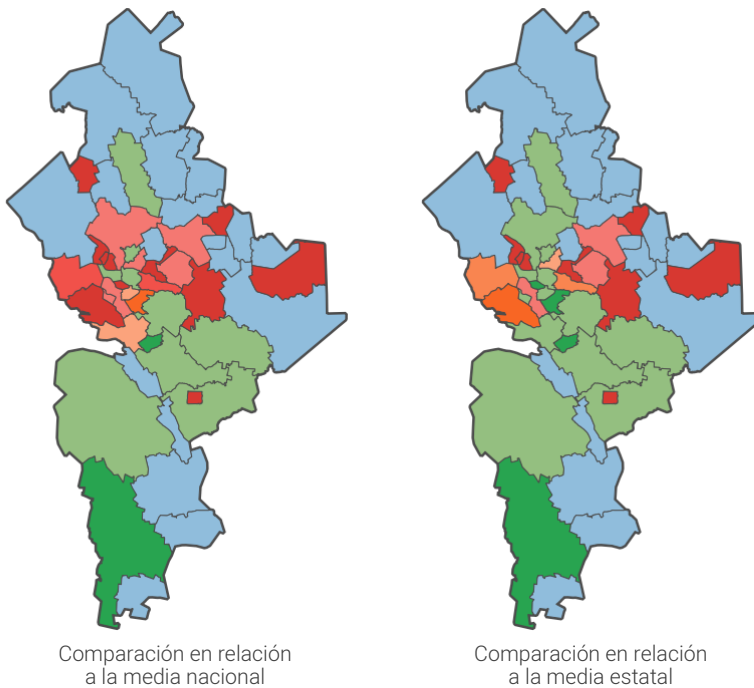 Comparación en relación
a la media nacional
Comparación en relación
a la media estatal